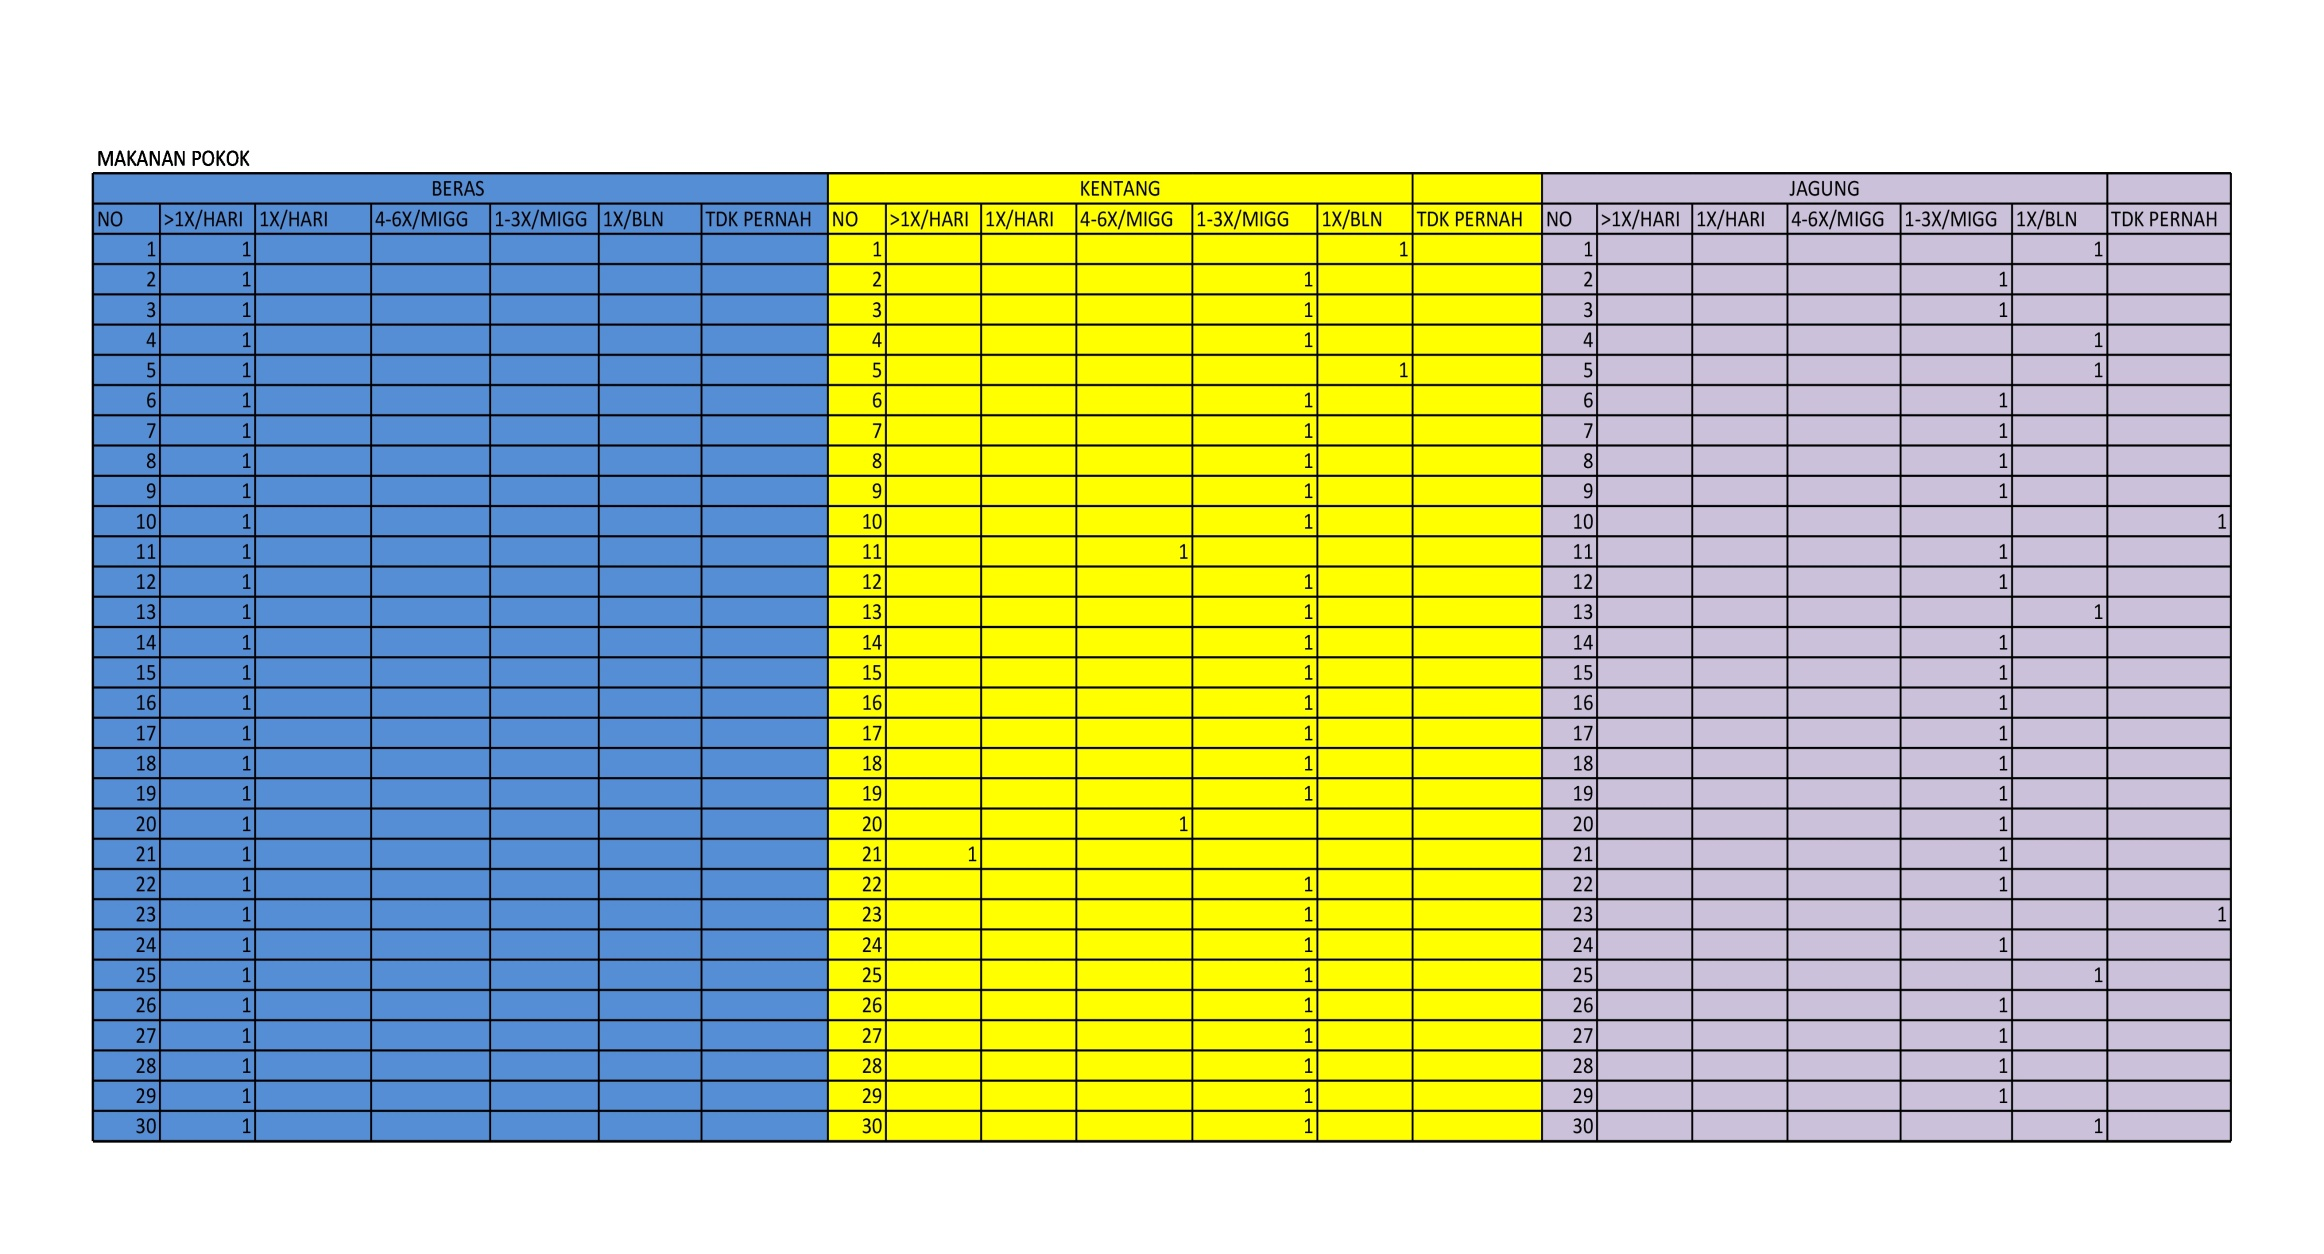 MAKANAN POKOK
BERAS KENTANG JAGUNG
NO >1X/HARI 1X/HARI 4-6X/MIGG 1-3X/MIGG 1X/BLN TDK PERNAH NO >1X/HARI 1X/HARI 4-6X/MIGG 1-3X/MIGG 1X/BLN TDK PERNAH NO >1X/HARI 1X/HARI 4-6X/MIGG 1-3X/MIGG 1X/BLN TDK PERNAH
1 1 1 1 1 1
2 1 2 1 2 1
3 1 3 1 3 1
4 1 4 1 4 1
5 1 5 1 5 1
6 1 6 1 6 1
7 1 7 1 7 1
8 1 8 1 8 1
9 1 9 1 9 1
10 1 10 1 10 1
11 1 11 1 11 1
12 1 12 1 12 1
13 1 13 1 13 1
14 1 14 1 14 1
15 1 15 1 15 1
16 1 16 1 16 1
17 1 17 1 17 1
18 1 18 1 18 1
19 1 19 1 19 1
20 1 20 1 20 1
21 1 21 1 21 1
22 1 22 1 22 1
23 1 23 1 23 1
24 1 24 1 24 1
25 1 25 1 25 1
26 1 26 1 26 1
27 1 27 1 27 1
28 1 28 1 28 1
29 1 29 1 29 1
30 1 30 1 30 1